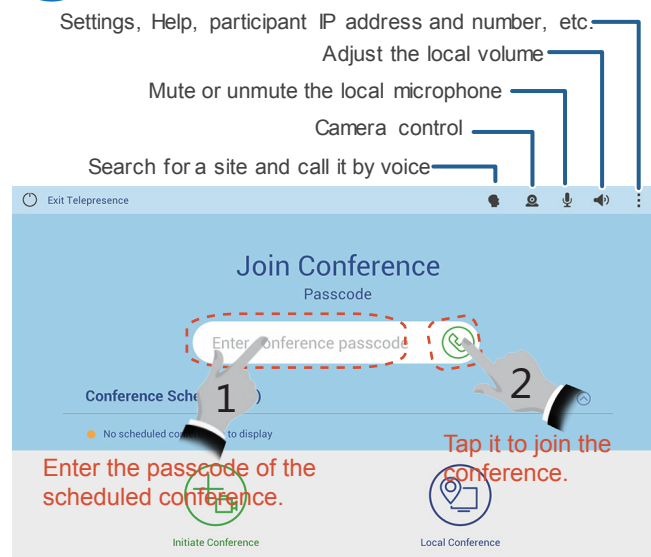 Settings, Help, participant IP address and number, etc.
Adjust the local volume
Mute or unmute the local microphone
Camera control
Search for a site and call it by voice
Exit Telepresence
Join Conference
Passcode
Enter conference passcode
1
2
Conference Sche )
No scheduled co to display
Tap it to join the
conference.
Enter the passcode of the
scheduled conference.
Initiate Conference
Local Conference